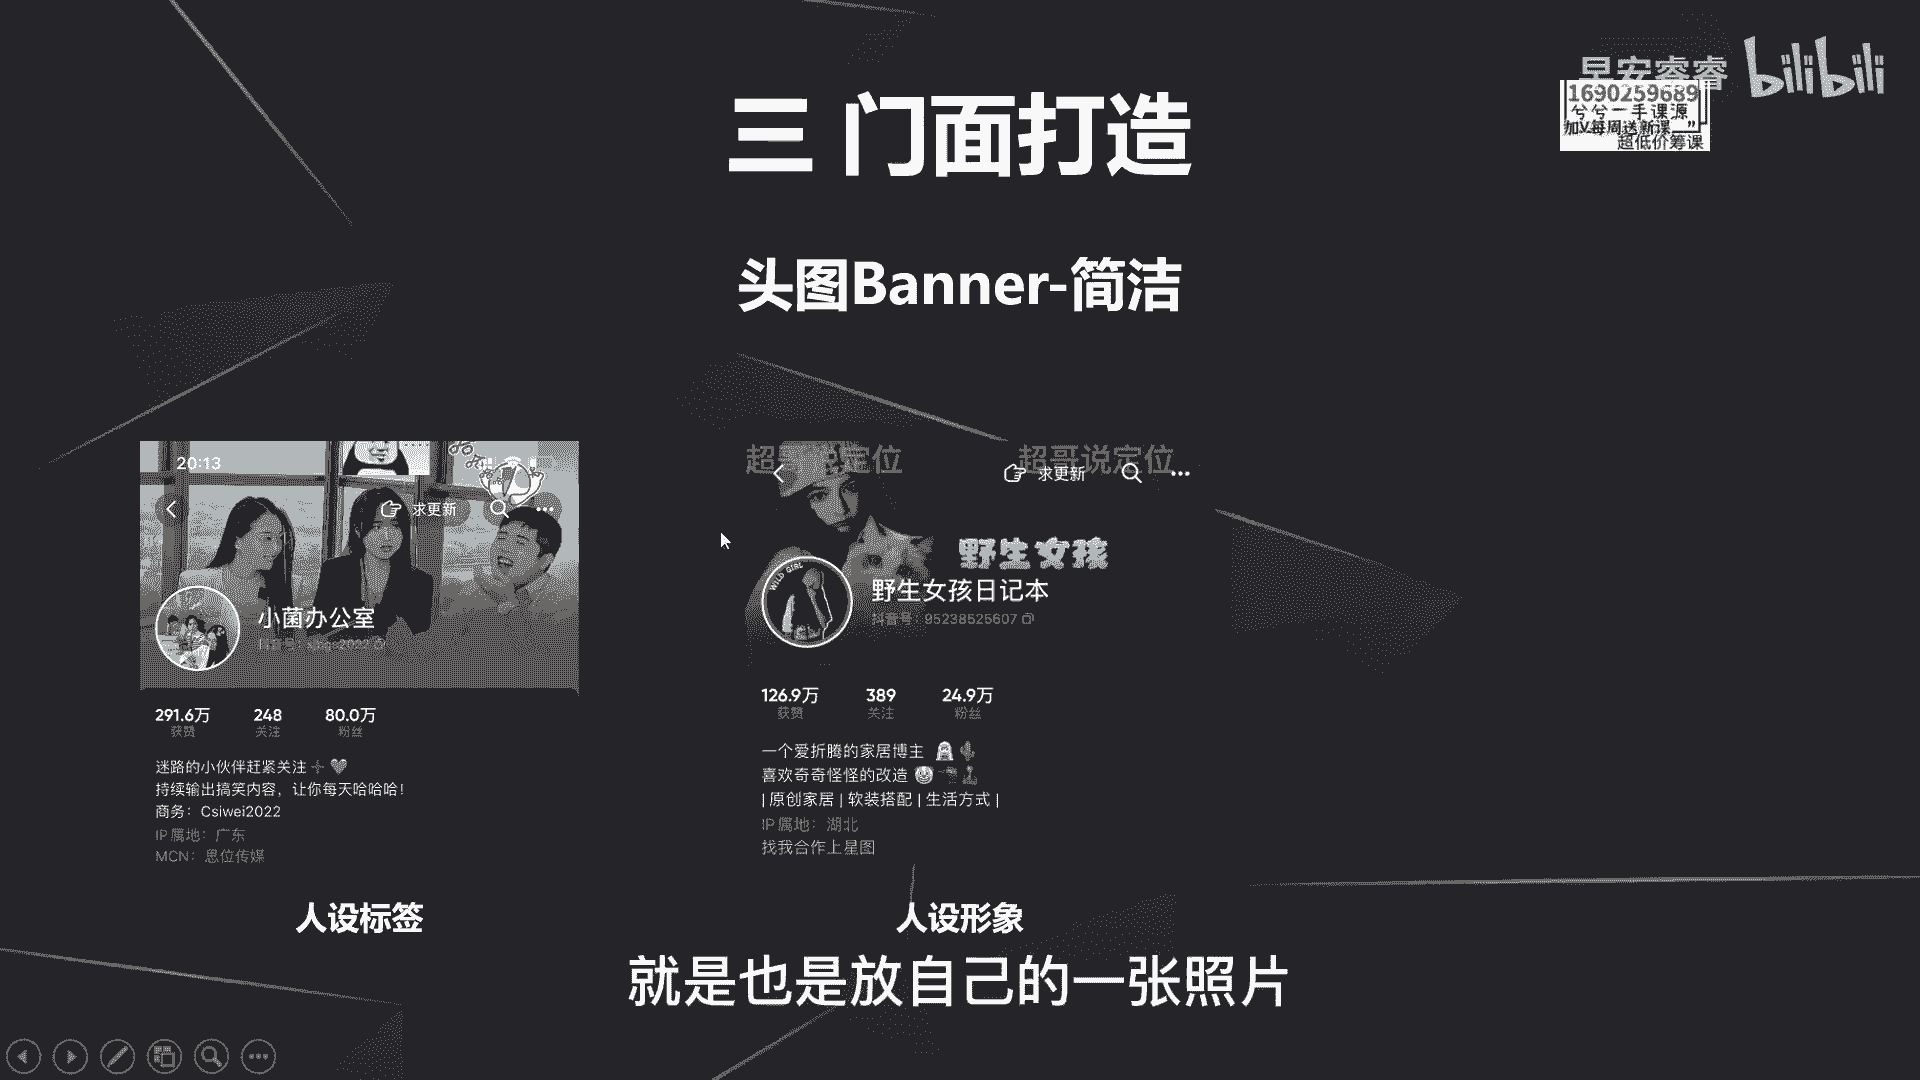 三 门面打造
早安睿睿 bilibili
1690259689
兮兮一手课源
加V每周送新课
超低价筹课
头图Banner-简洁
20:13
求更新
小菌办公室
291.6万 248 80.0万
获赞 关注 粉丝
迷路的小伙伴赶紧关注
持续输出搞笑内容，让你每天哈哈哈！
商务：Csiwei2022
IP属地：广东
MCN：思位传媒
人设标签
超哥说定位 超哥说定位
求更新
野生女孩
WILD GIRL
野生女孩日记本
抖音号：95238525607
126.9万 389 24.9万
获赞 关注 粉丝
一个爱折腾的家居博主
喜欢奇奇怪怪的改造
| 原创家居 | 软装搭配 | 生活方式 |
IP属地：湖北
找我合作上星图
人设形象
就是也是放自己的一张照片